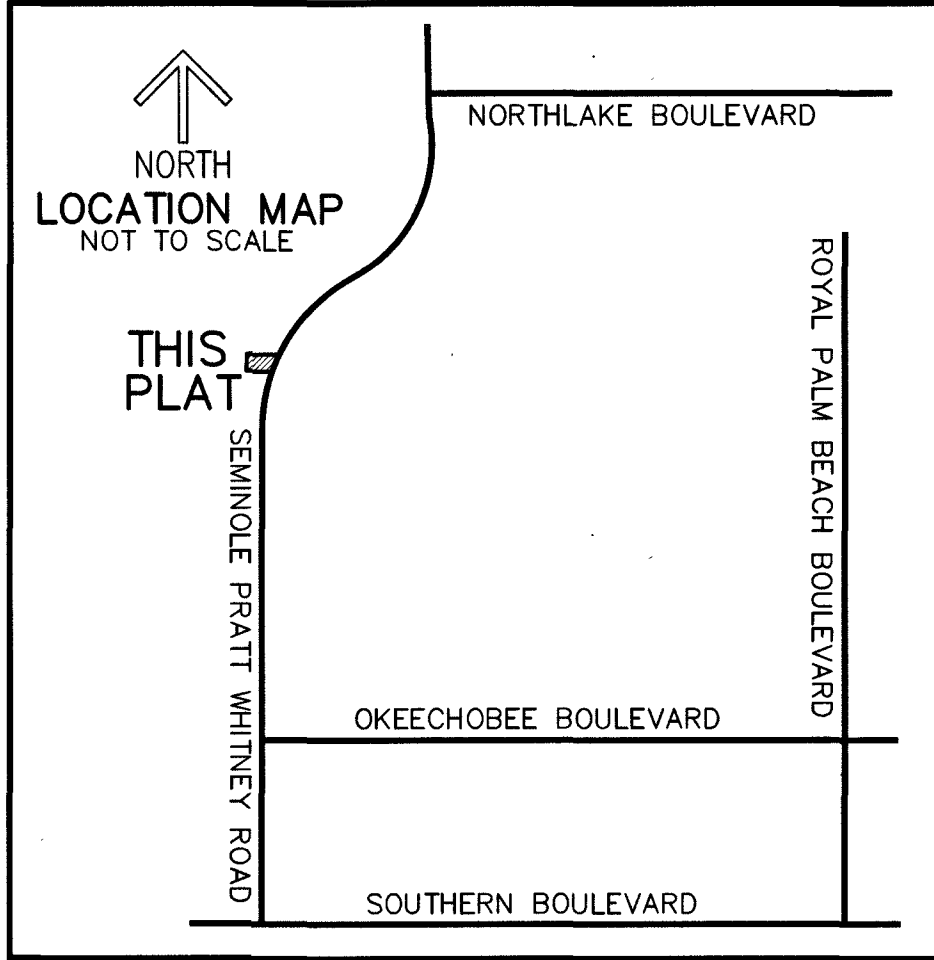 NORTHLAKE BOULEVARD
NORTH
LOCATION MAP
NOT TO SCALE
ROYAL PALM BEACH BOULEVARD
THIS
PLAT
SEMINOLE PRATT WHITNEY ROAD
OKEECHOBEE BOULEVARD
SOUTHERN BOULEVARD